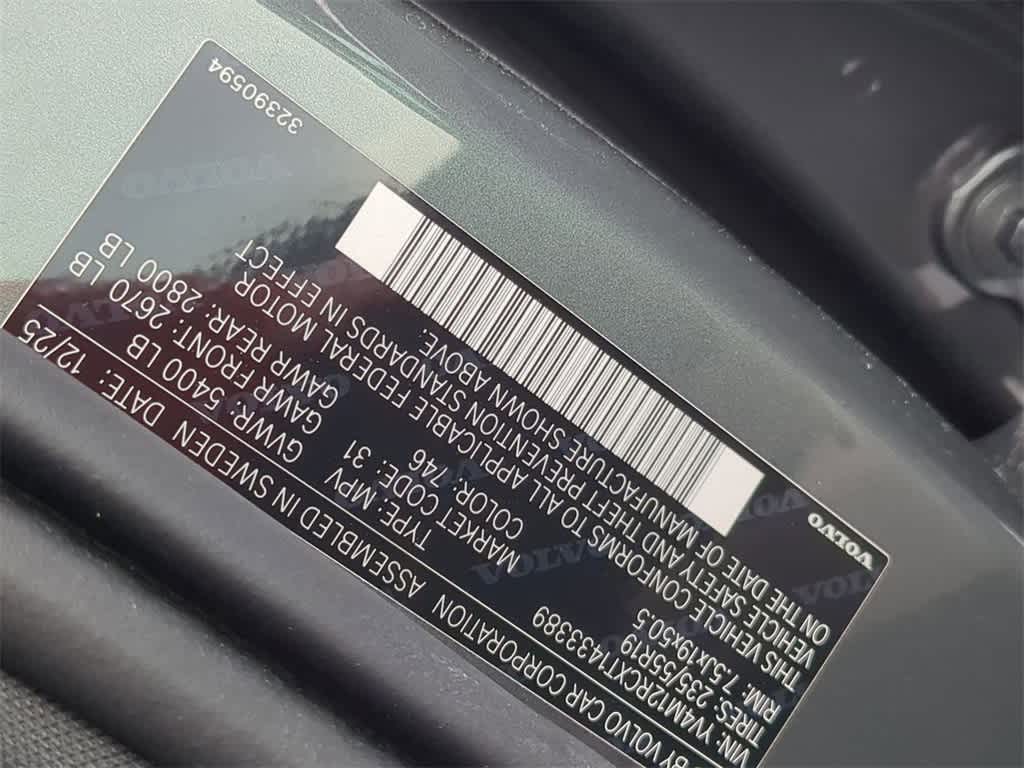 BY VOLVO CAR CORPORATION ASSEMBLED IN SWEDEN DATE: 12/25
VIN: YV4M12RCXT1433389 TYPE: MPV GVWR: 5400 LB
TIRES: 235/55R19 MARKET CODE: 31 GAWR FRONT: 2670 LB
RIM: 7.5Jx19x50.5 COLOR: 746 GAWR REAR: 2800 LB
THIS VEHICLE CONFORMS TO ALL APPLICABLE FEDERAL MOTOR
VEHICLE SAFETY AND THEFT PREVENTION STANDARDS IN EFFECT
ON THE DATE OF MANUFACTURE SHOWN ABOVE.
VOLVO
32390594